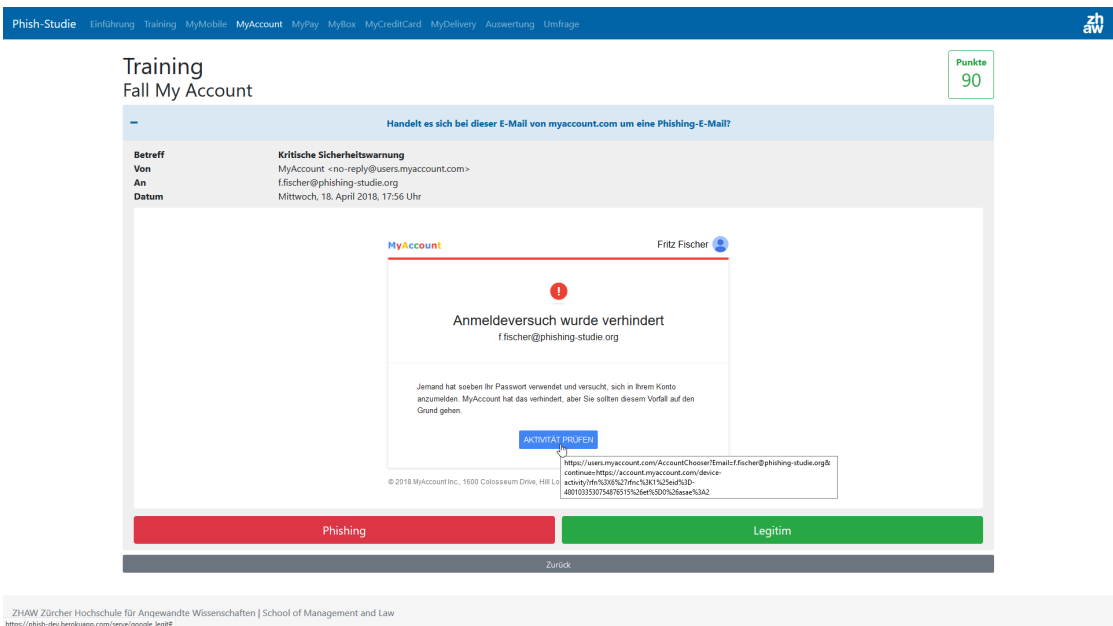 Phish-Studie Einführung Training MyMobile MyAccount MyPay MyBox MyCreditCard MyDelivery Auswertung Umfrage
zh
aw
Training
Fall My Account
Punkte
90
Handelt es sich bei dieser E-Mail von myaccount.com um eine Phishing-E-Mail?
Betreff Kritische Sicherheitswarnung
Von MyAccount <no-reply@users.myaccount.com>
An f.fischer@phishing-studie.org
Datum Mittwoch, 18. April 2018, 17:56 Uhr
MyAccount Fritz Fischer
Anmeldeversuch wurde verhindert
f.fischer@phishing-studie.org
Jemand hat soeben Ihr Passwort verwendet und versucht, sich in Ihrem Konto
anzumelden. MyAccount hat das verhindert, aber Sie sollten diesem Vorfall auf den
Grund gehen.
AKTIVITÄT PRÜFEN
https://users.myaccount.com/AccountChooser?Email=f.fischer@phishing-studie.org&
continue=https://account.myaccount.com/device-
activity?rfn%3X6%27rfnc%3K1%25eid%3D-
4801033530754876515%26et%5D0%26asae%3A2
© 2018 MyAccount Inc., 1600 Colosseum Drive, Hill Lo
Phishing Legitim
Zurück
ZHAW Zürcher Hochschule für Angewandte Wissenschaften | School of Management and Law
https://phish-dev.herokuapp.com/serve/google_legit#